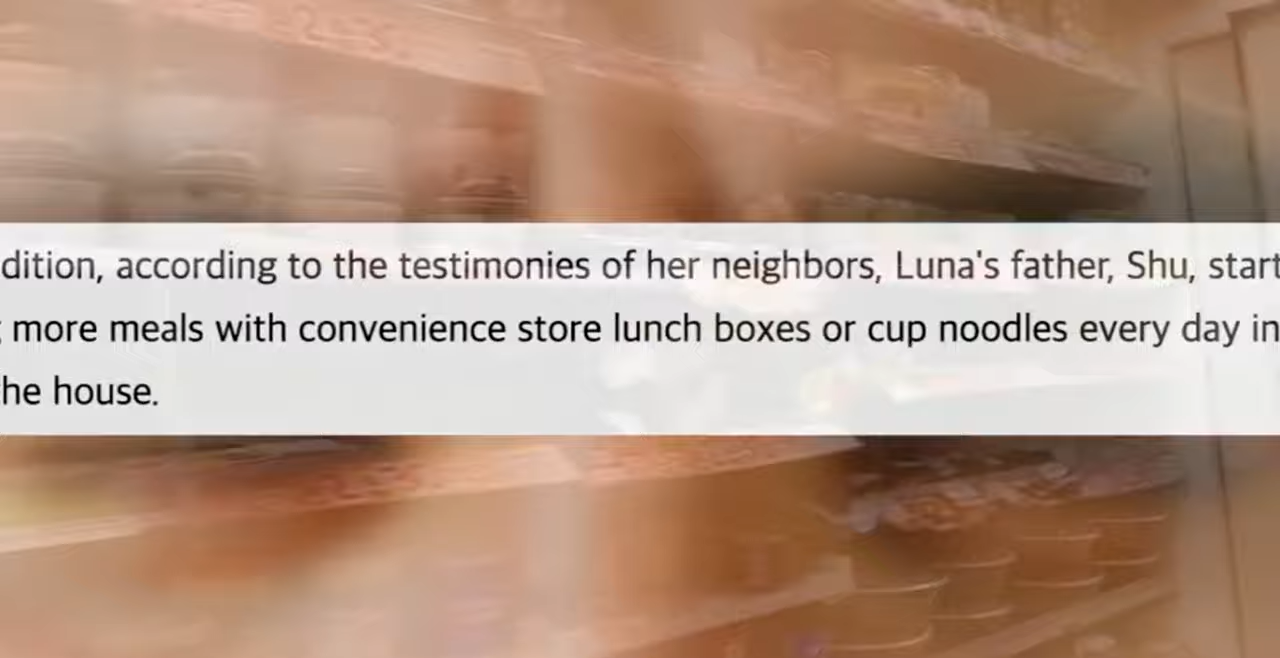 dition, according to the testimonies of her neighbors, Luna's father, Shu, start
more meals with convenience store lunch boxes or cup noodles every day in
he house.